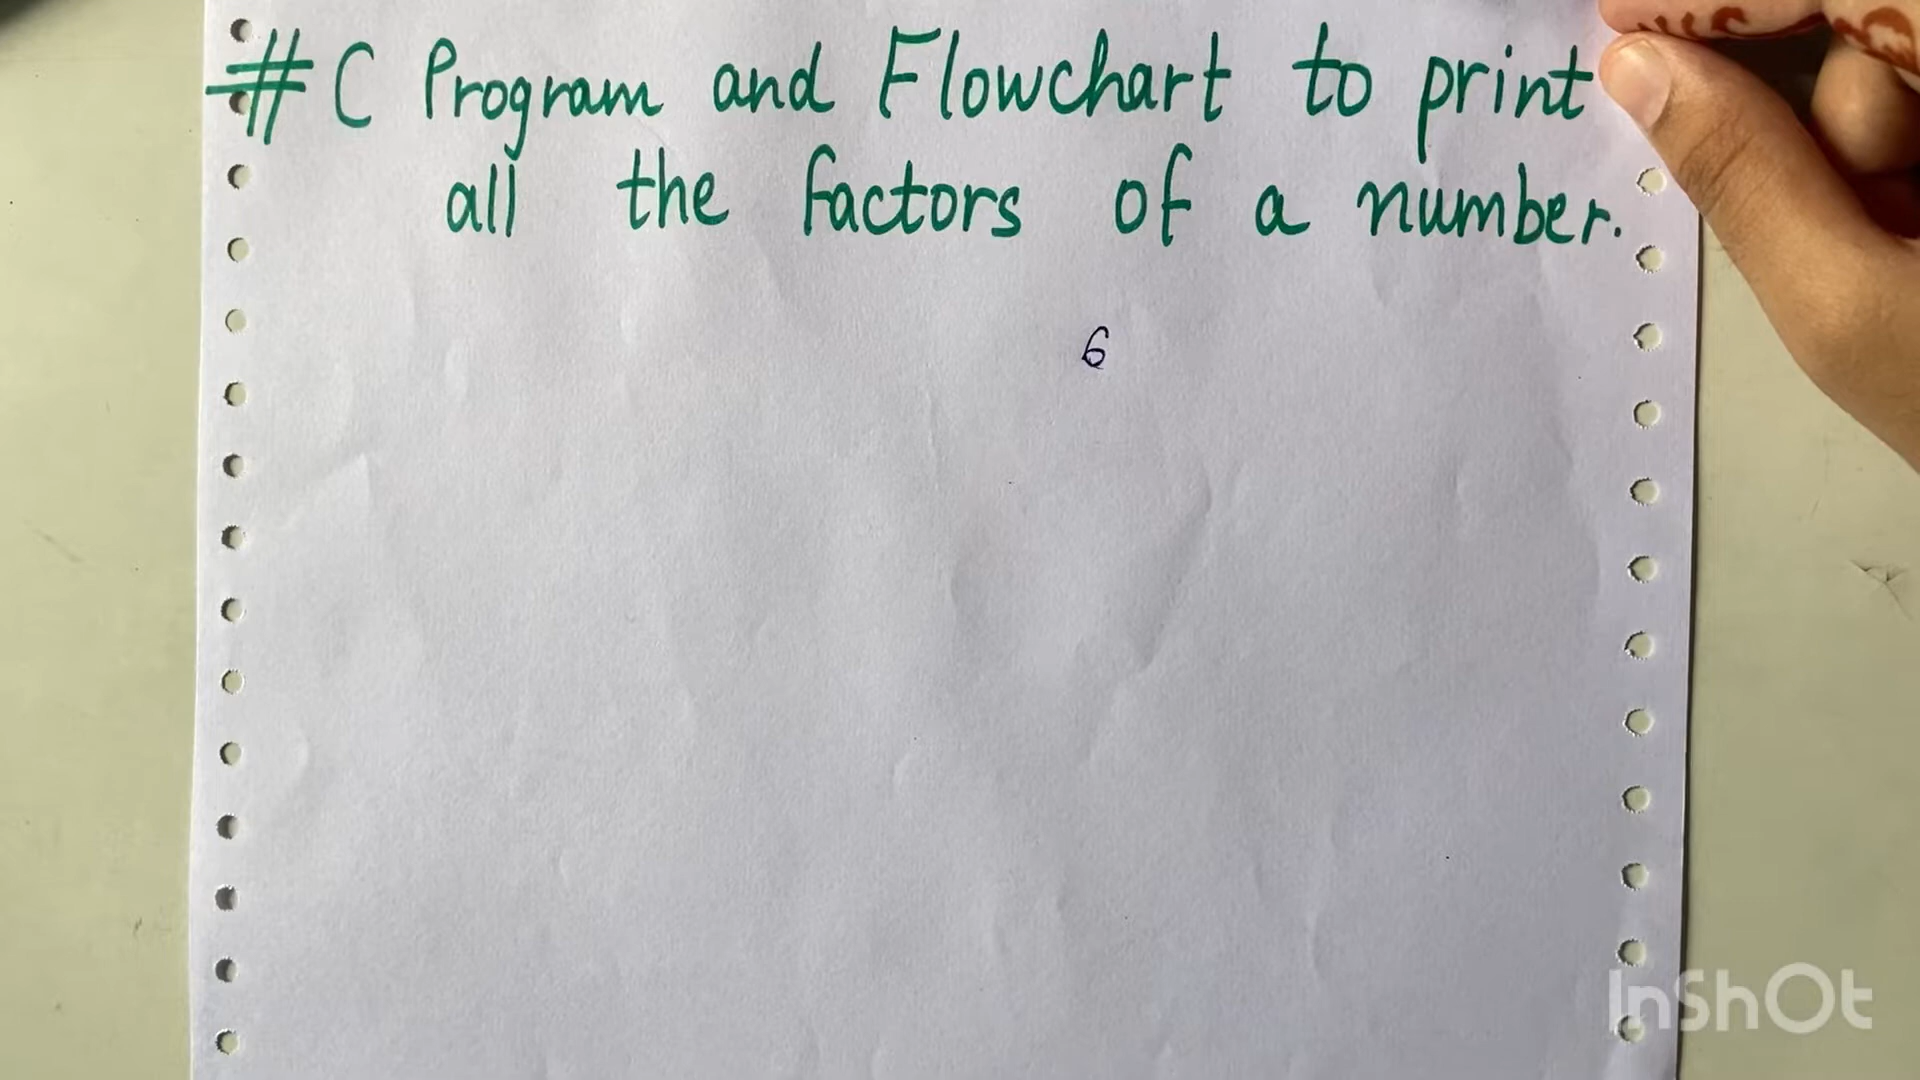 # C Program and Flowchart to print
all the factors of a number.
6
InShOt